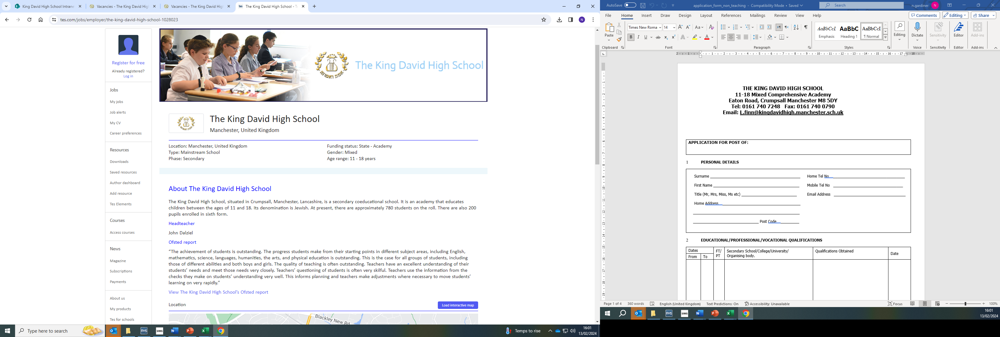 King David High School Intrane
Vacancies - The King David Hig
Vacancies - The King David Hig
tes The King David High School - T
tes.com/jobs/employer/the-king-david-high-school-1028023
N
Register for free
Already registered?
Log in
Jobs
My jobs
Job alerts
My CV
Career preferences
Resources
Downloads
Saved resources
Author dashboard
Add resource
Tes Elements
Courses
Access courses
News
Magazine
Subscriptions
Payments
About us
My products
Tes for schools
The King David High School
The King David High School
Manchester, United Kingdom
Location: Manchester, United Kingdom
Type: Mainstream School
Phase: Secondary
Funding status: State - Academy
Gender: Mixed
Age range: 11 - 18 years
About The King David High School
The King David High School, situated in Crumpsall, Manchester, Lancashire, is a secondary coeducational school. It is an academy that educates
children between the ages of 11 and 18. Its denomination is Jewish. At present, there are approximately 780 students on the roll. There are also 200
pupils enrolled in sixth form.
Headteacher
John Dalziel
Ofsted report
“The achievement of students is outstanding. The progress students make from their starting points in different subject areas, including English,
mathematics, science, languages, humanities, the arts, and physical education is outstanding. This is the case for all groups of students, including
those of different abilities and both boys and girls. The quality of teaching is often outstanding. Teachers have an excellent understanding of their
students’ needs and meet those needs very closely. Teachers’ questioning of students is often very skilful. Teachers use the information from the
checks they make on students’ understanding very well. This informs planning and teachers make adjustments where necessary to move students’
learning on very rapidly.”
View The King David High School’s Ofsted report
Location
Load interactive map
Blackley New Rd
Type here to search
FMS
SIMS
Temps to rise
16:01
13/02/2024
AutoSave Off
application_form_non_teaching - Compatibility Mode • Saved
Search
n.gardiner N
File Home Insert Draw Design Layout References Mailings Review View Help
Comments Editing Share
Paste
Times New Roma 14
AaBbCcI AaBbC AaBbCcI
Emphasis Heading 1 ¶ Normal
Editing Dictate Sensitivity Editor Add-ins
Clipboard Font Paragraph Styles Voice Sensitivity Editor Add-ins
THE KING DAVID HIGH SCHOOL
11-18 Mixed Comprehensive Academy
Eaton Road, Crumpsall Manchester M8 5DY
Tel: 0161 740 7248 Fax: 0161 740 0790
Email: L.finn@kingdavidhigh.manchester.sch.uk
APPLICATION FOR POST OF:
1 PERSONAL DETAILS
Surname Home Tel No
First Name Mobile Tel No
Title (Mr, Mrs, Miss, Ms etc) Email Address
Home Address
Post Code
2 EDUCATIONAL/PROFESSIONAL/VOCATIONAL QUALIFICATIONS
Dates
From To
FT/
PT
Secondary School/College/University/
Organising body.
Qualifications Obtained
Date
Page 1 of 4 360 words English (United Kingdom) Text Predictions: On Accessibility: Unavailable
Focus 100%
FMS
SIMS
16:01
13/02/2024